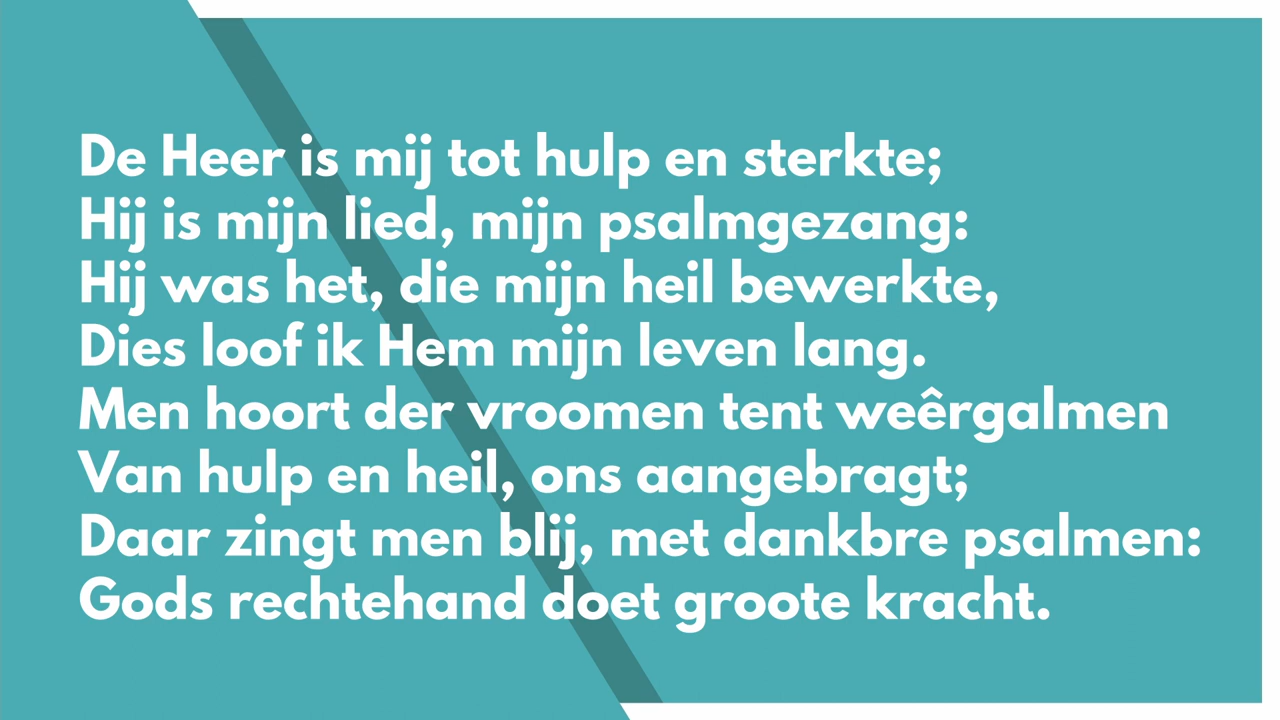 De Heer is mij tot hulp en sterkte;
Hij is mijn lied, mijn psalmgezang:
Hij was het, die mijn heil bewerkte,
Dies loof ik Hem mijn leven lang.
Men hoort der vroomen tent weêrgalmen
Van hulp en heil, ons aangebragt;
Daar zingt men blij, met dankbre psalmen:
Gods rechtehand doet groote kracht.